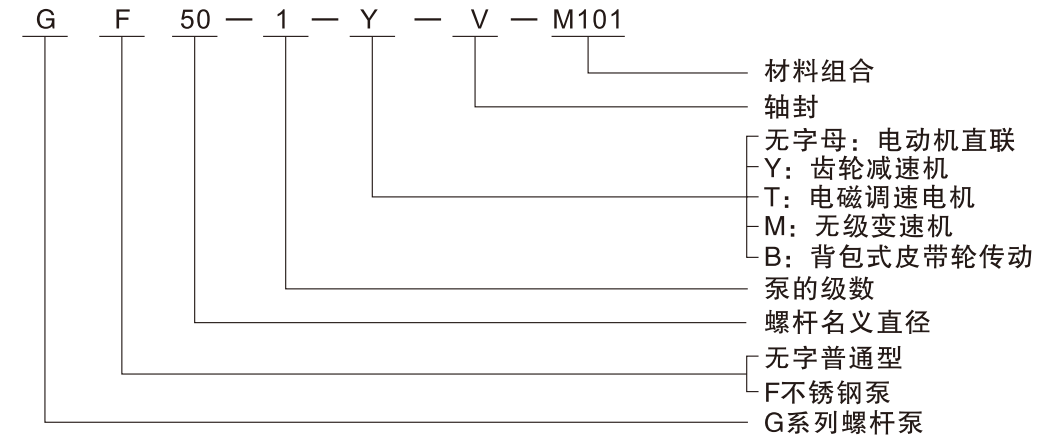 G F 50 — 1 — Y — V — M101
材料组合
轴封
无字母：电动机直联
Y：齿轮减速机
T：电磁调速电机
M：无级变速机
B：背包式皮带轮传动
泵的级数
螺杆名义直径
无字普通型
F不锈钢泵
G系列螺杆泵